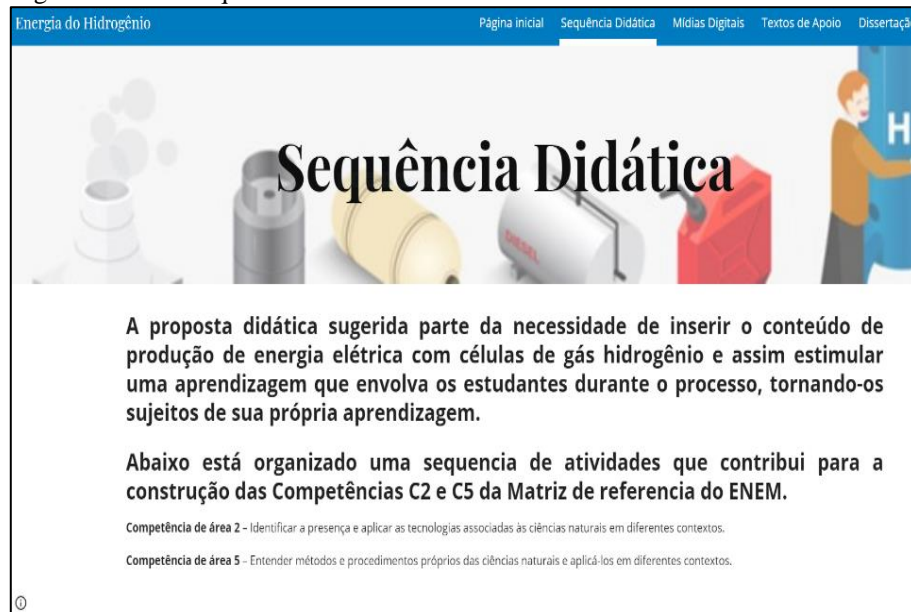 Energia do Hidrogênio
Página inicial Sequência Didática Mídias Digitais Textos de Apoio Dissertação
H
Sequência Didática
DIESEL
A proposta didática sugerida parte da necessidade de inserir o conteúdo de
produção de energia elétrica com células de gás hidrogênio e assim estimular
uma aprendizagem que envolva os estudantes durante o processo, tornando-os
sujeitos de sua própria aprendizagem.
Abaixo está organizado uma sequencia de atividades que contribui para a
construção das Competências C2 e C5 da Matriz de referencia do ENEM.
Competência de área 2 – Identificar a presença e aplicar as tecnologias associadas às ciências naturais em diferentes contextos.
Competência de área 5 – Entender métodos e procedimentos próprios das ciências naturais e aplicá-los em diferentes contextos.